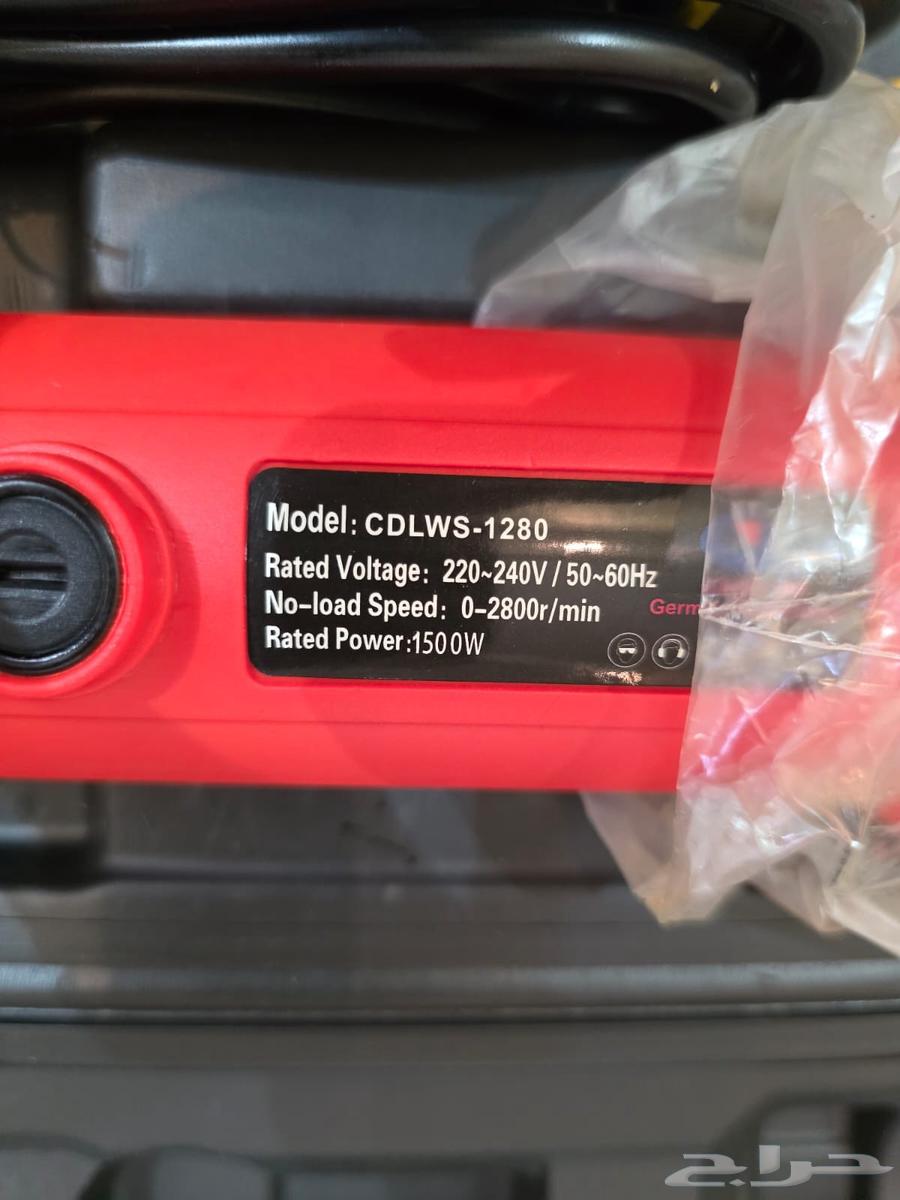 Model: CDLWS-1280
Rated Voltage: 220~240V / 50~60Hz
No-load Speed: 0-2800r/min
Germ
Rated Power:1500W
حراج